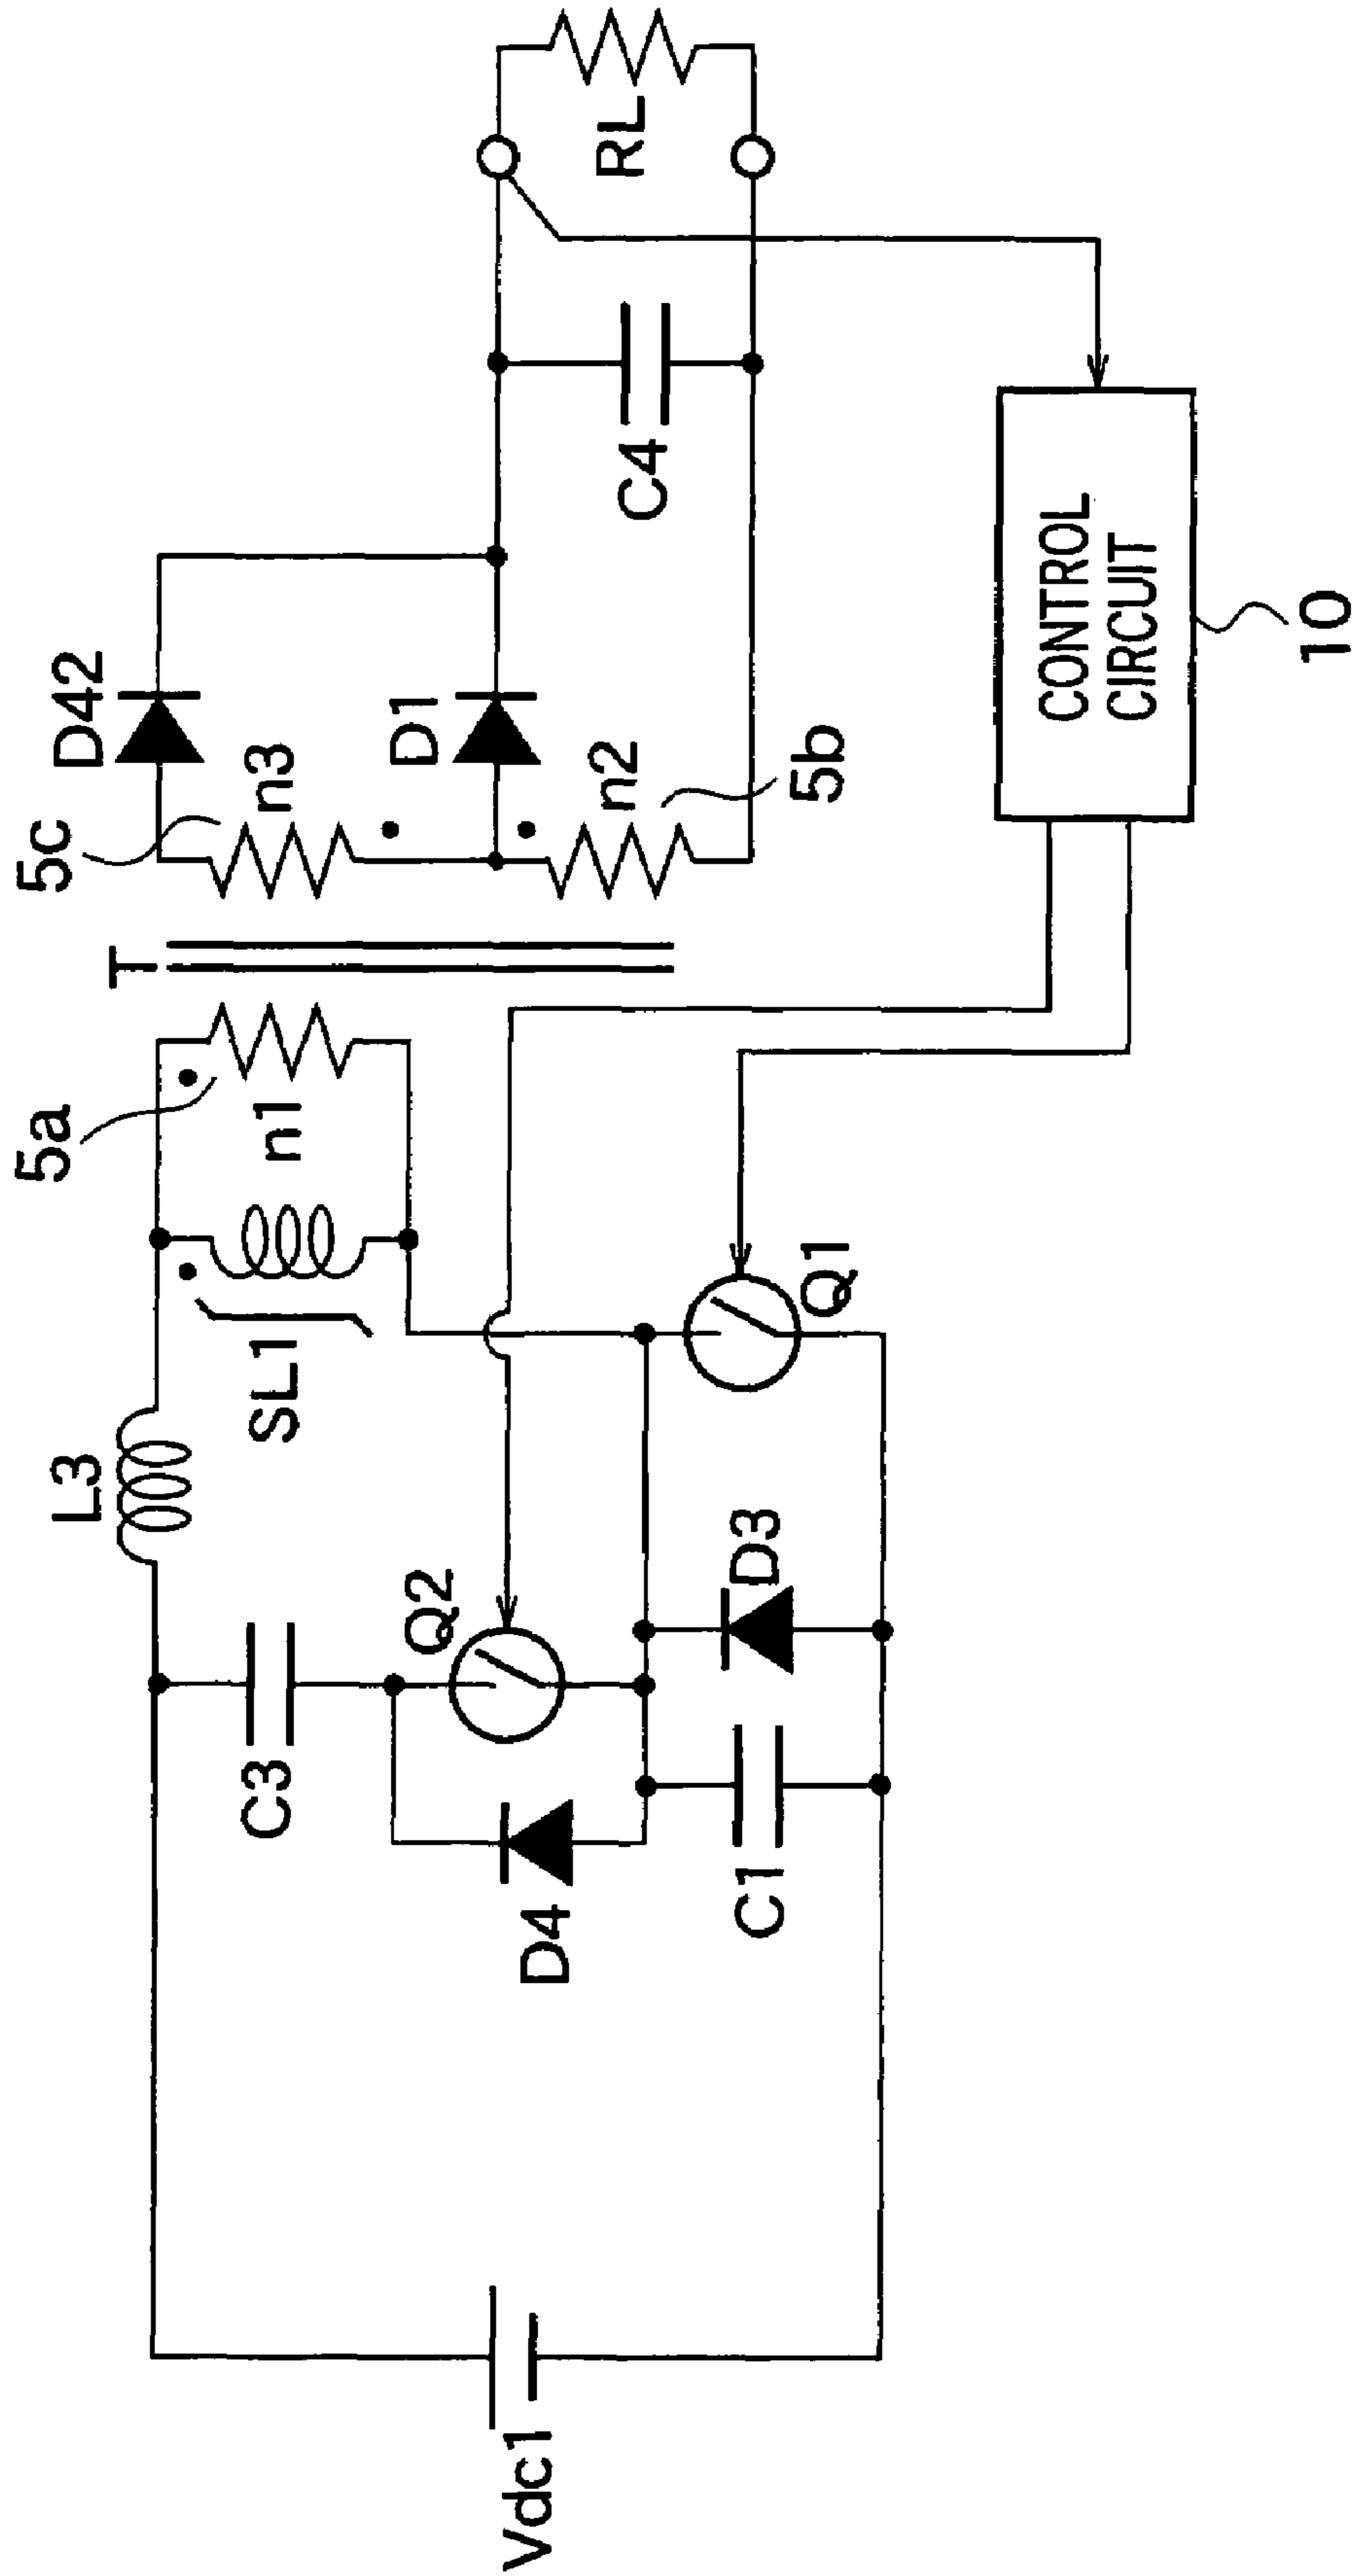 Vdc1
C3
D4
C1
Q2
D3
L3
SL1
Q1
5a
n1
T
5c
n3
D42
D1
n2
5b
C4
RL
CONTROL
CIRCUIT
10